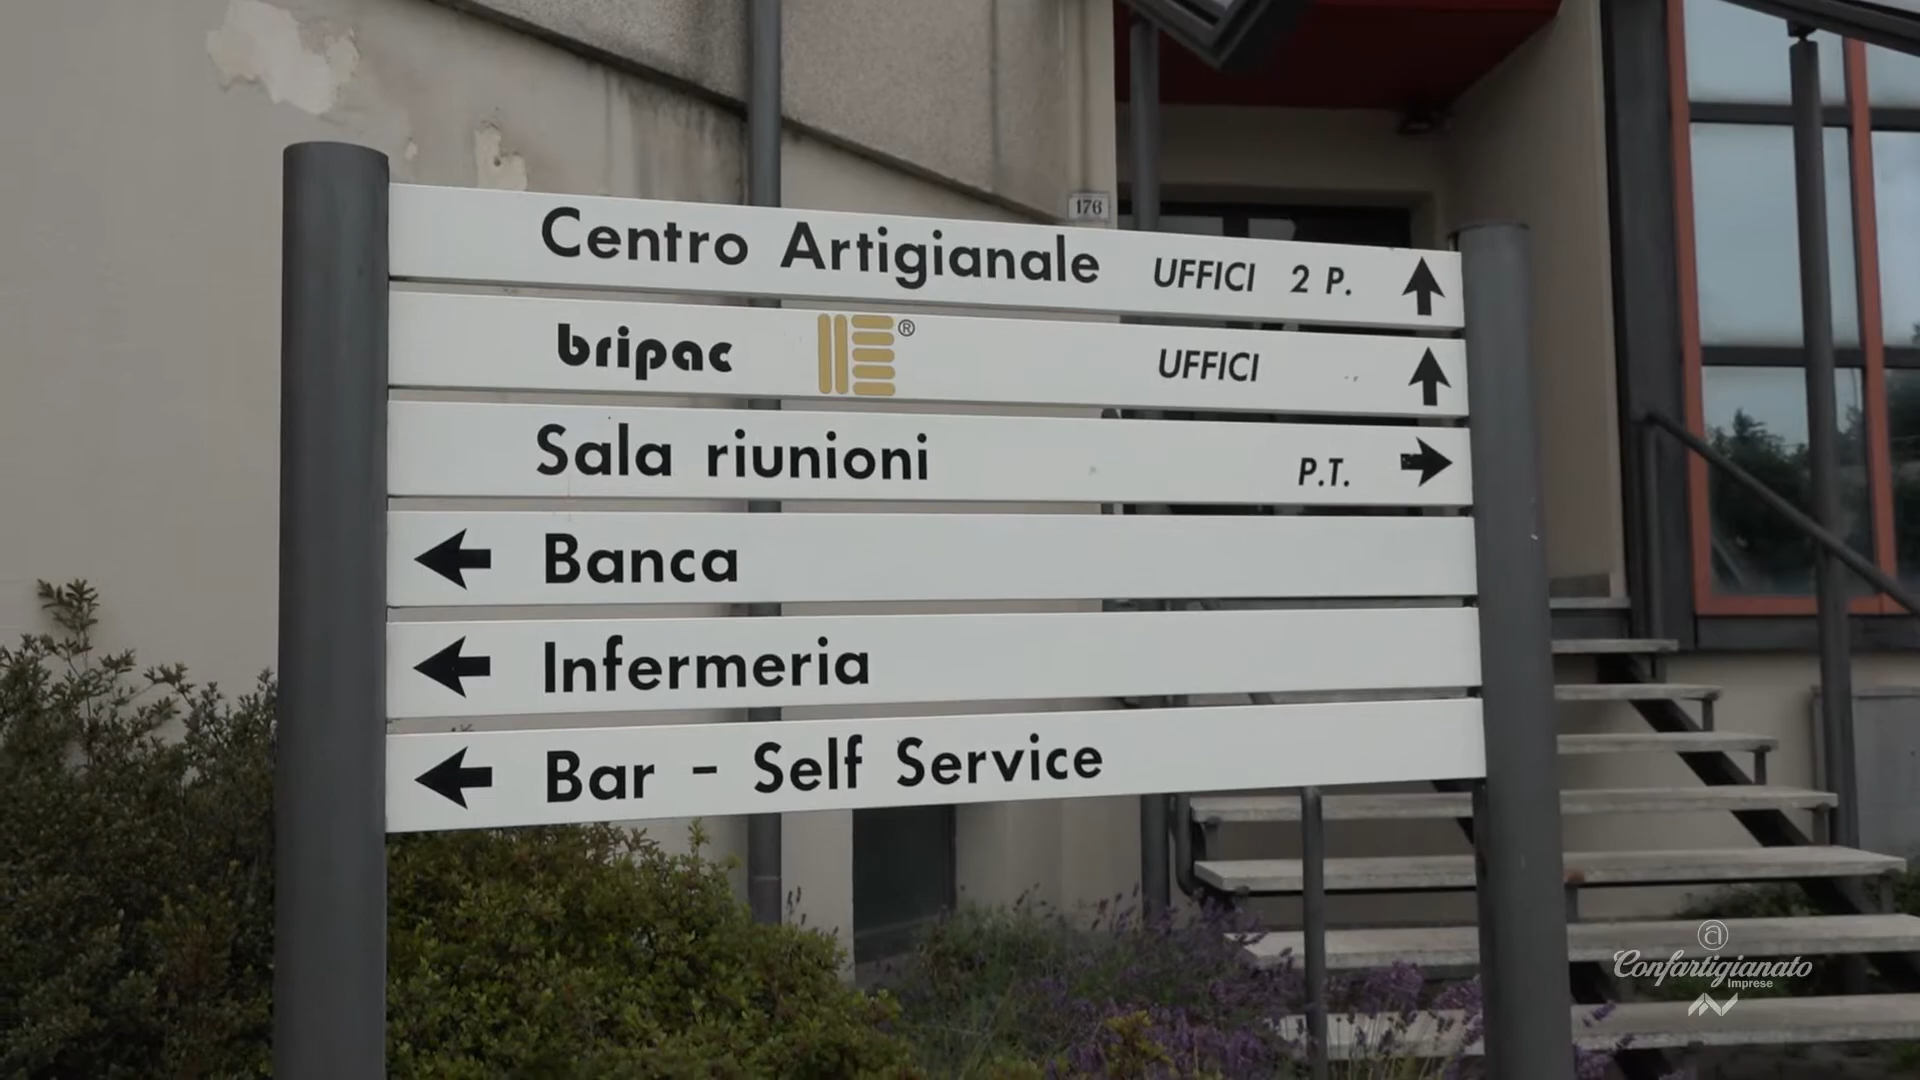 176
Centro Artigianale UFFICI 2 P.
bripac ® UFFICI
Sala riunioni P.T.
Banca
Infermeria
Bar - Self Service
Confartigianato
Imprese